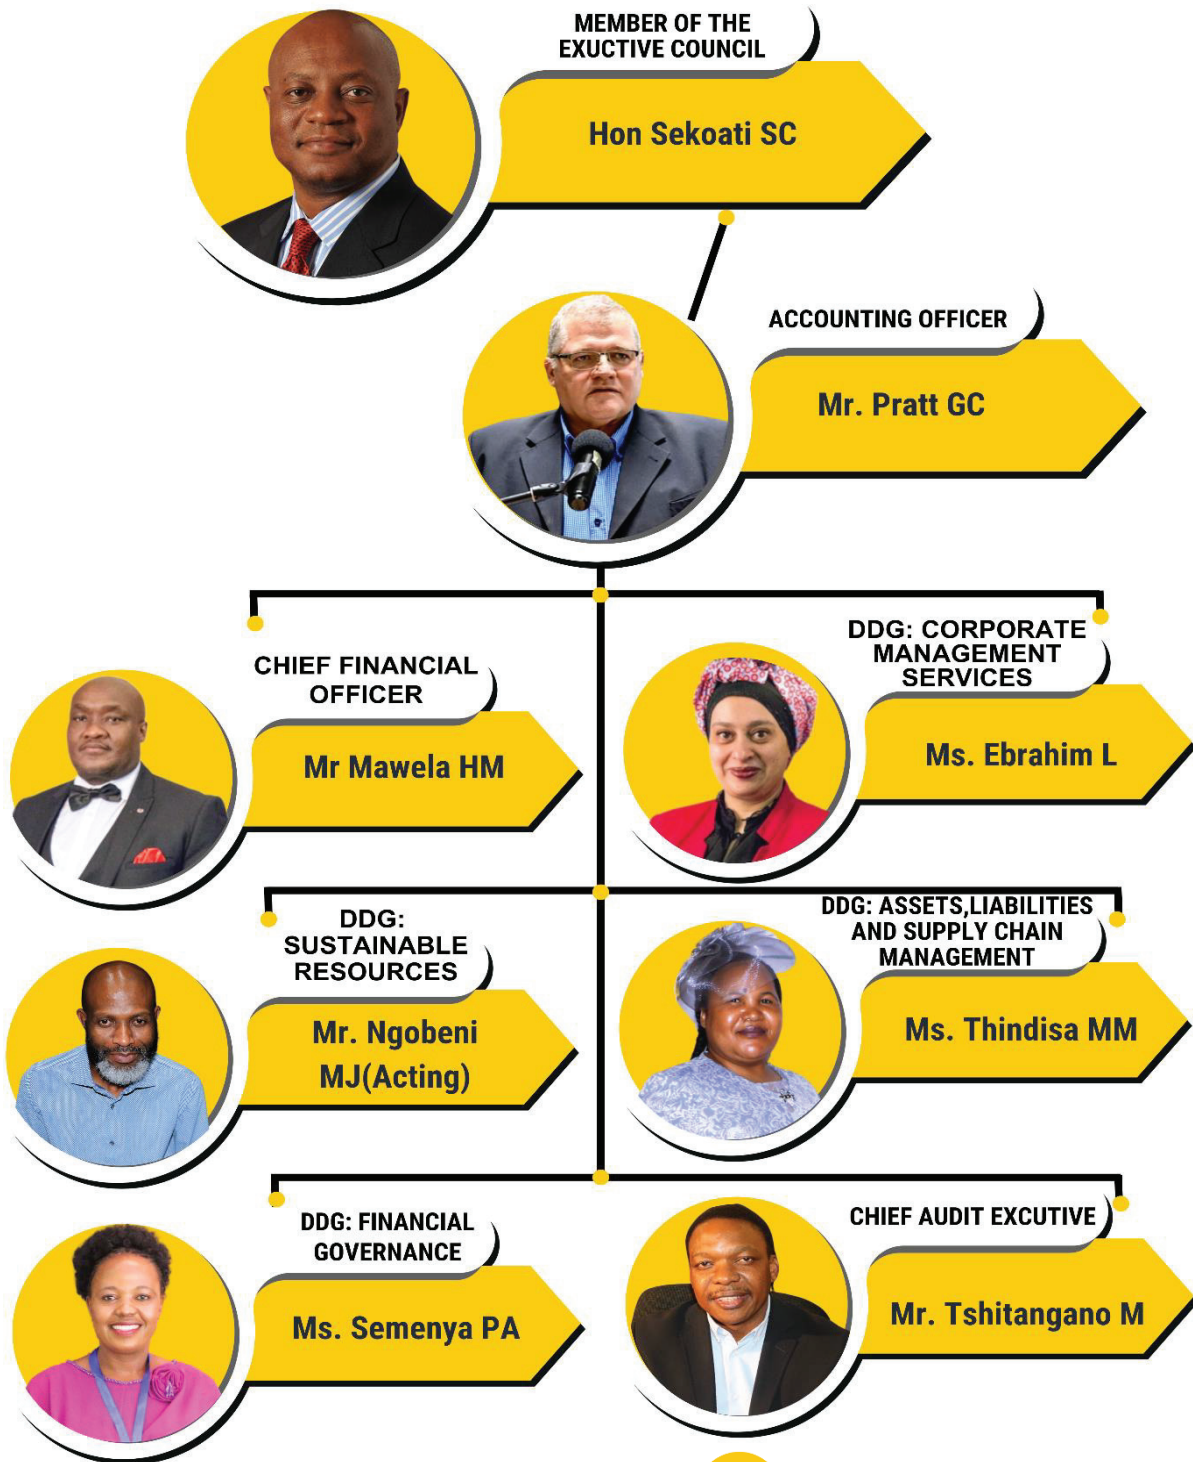 MEMBER OF THE
EXUCTIVE COUNCIL
Hon Sekoati SC
ACCOUNTING OFFICER
Mr. Pratt GC
CHIEF FINANCIAL
OFFICER
Mr Mawela HM
DDG: CORPORATE
MANAGEMENT
SERVICES
Ms. Ebrahim L
DDG:
SUSTAINABLE
RESOURCES
Mr. Ngobeni
MJ(Acting)
DDG: ASSETS,LIABILITIES
AND SUPPLY CHAIN
MANAGEMENT
Ms. Thindisa MM
DDG: FINANCIAL
GOVERNANCE
Ms. Semenya PA
CHIEF AUDIT EXCUTIVE
Mr. Tshitangano M